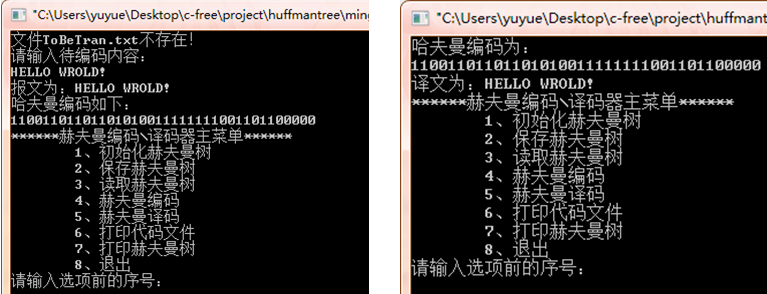 "C:\Users\yuyue\Desktop\c-free\project\huffmantree\ming
文件ToBeTran.txt不存在!
请输入待编码内容:
HELLO WROLD!
报文为: HELLO WROLD!
哈夫曼编码如下:
11001101101101010011111111001101100000
******赫夫曼编码\译码器主菜单******
1、初始化赫夫曼树
2、保存赫夫曼树
3、读取赫夫曼树
4、赫夫曼编码
5、赫夫曼译码
6、打印代码文件
7、打印赫夫曼树
8、退出
请输入选项前的序号:
"C:\Users\yuyue\Desktop\c-free\project\huffmant
哈夫曼编码为:
11001101101101010011111111001101100000
译文为: HELLO WROLD!
******赫夫曼编码\译码器主菜单******
1、初始化赫夫曼树
2、保存赫夫曼树
3、读取赫夫曼树
4、赫夫曼编码
5、赫夫曼译码
6、打印代码文件
7、打印赫夫曼树
8、退出
请输入选项前的序号: